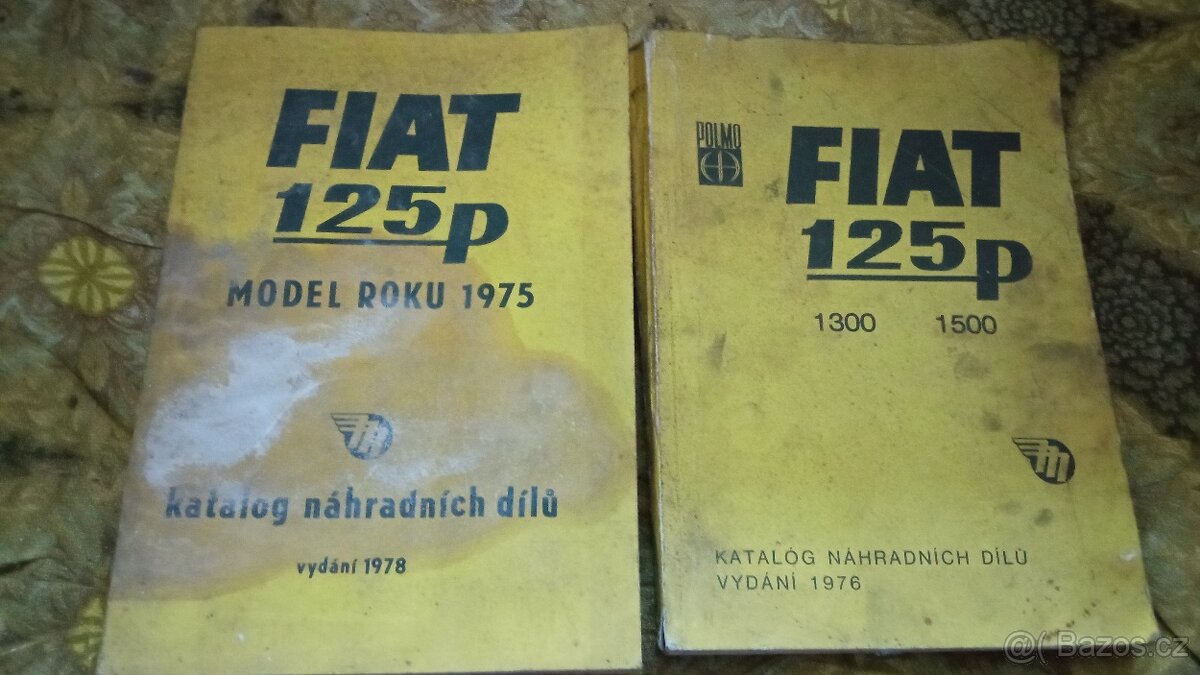 FIAT
125p
MODEL ROKU 1975
katalog náhradních dílů
vydání 1978
POLMO
FIAT
125p
1300 1500
KATALÓG NÁHRADNÍCH DÍLŮ
VYDÁNÍ 1976
@( Bazos.cz